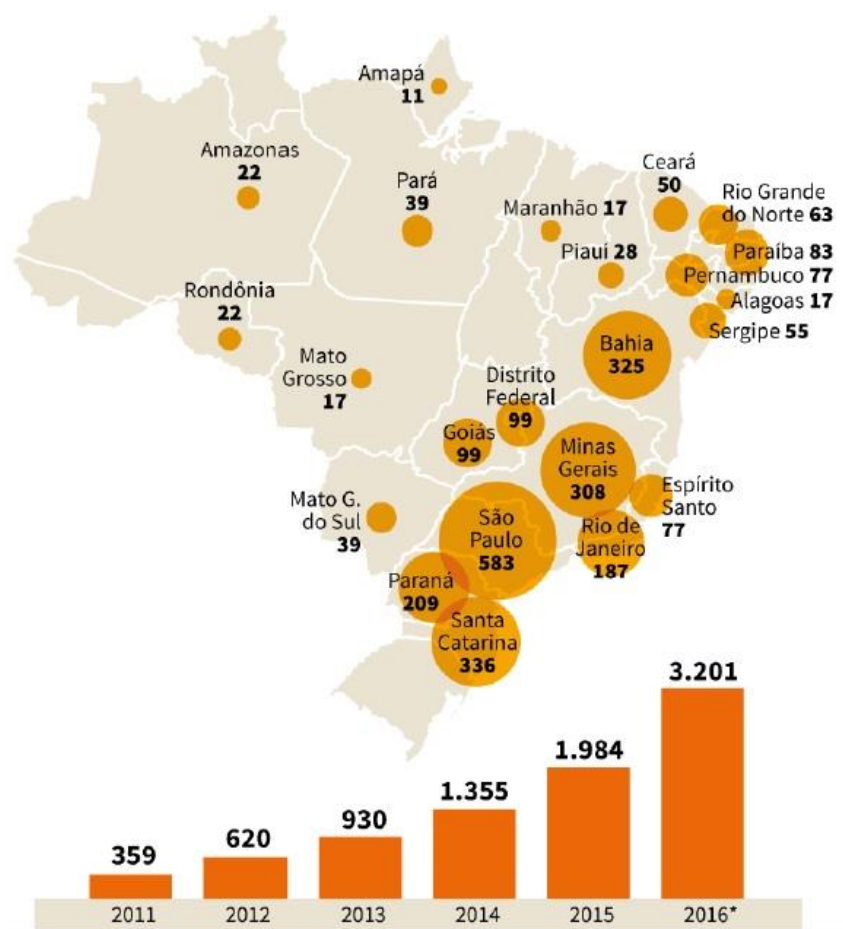 Amapá
11
Amazonas
22
Pará
39
Maranhão 17
Piauí 28
Ceará
50
Rio Grande
do Norte 63
Paraíba 83
Pernambuco 77
Alagoas 17
Sergipe 55
Rondônia
22
Mato
Grosso
17
Bahia
325
Distrito
Federal
99
Goiás
99
Minas
Gerais
308
Espírito
Santo
77
Mato G.
do Sul
39
São
Paulo
583
Rio de
Janeiro
187
Paraná
209
Santa
Catarina
336
359
620
930
1.355
1.984
3.201
2011
2012
2013
2014
2015
2016*